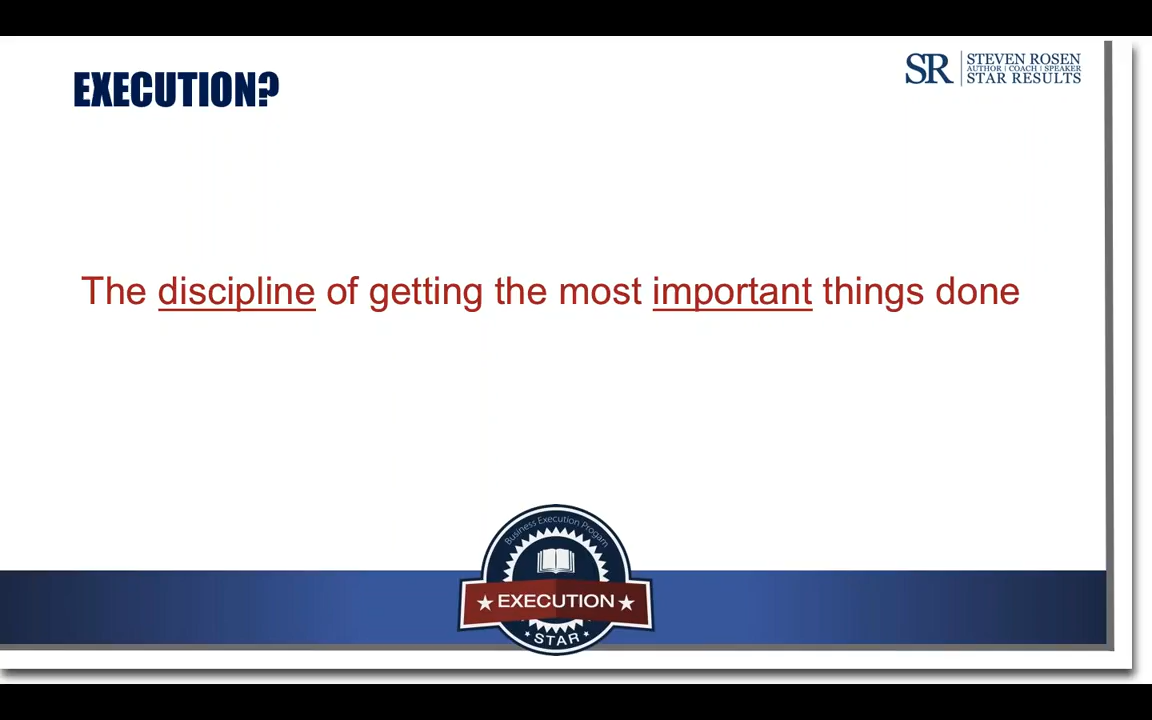 EXECUTION?
SR
STEVEN ROSEN
AUTHOR | COACH | SPEAKER
STAR RESULTS
The discipline of getting the most important things done
Business Execution Progam
EXECUTION
STAR